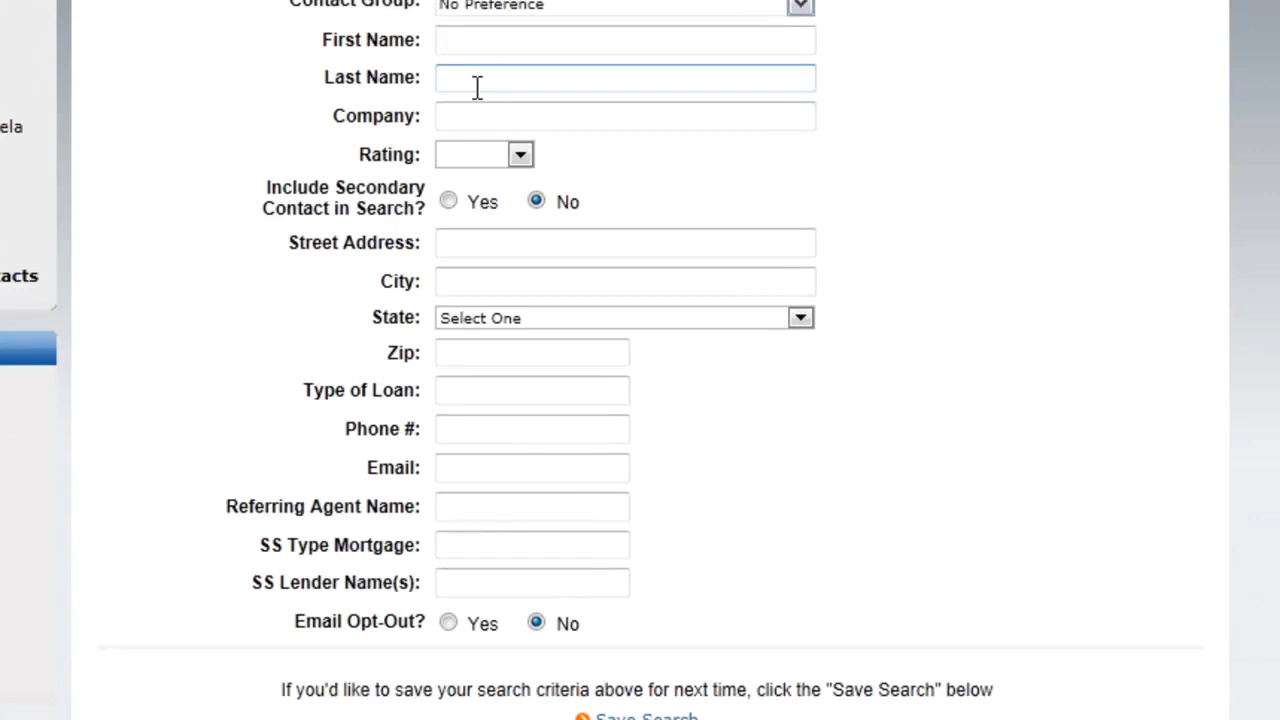 Contact Group: No Preference
First Name:
Last Name:
Company:
ela
Rating:
Include Secondary
Contact in Search? Yes No
Street Address:
acts
City:
State: Select One
Zip:
Type of Loan:
Phone #:
Email:
Referring Agent Name:
SS Type Mortgage:
SS Lender Name(s):
Email Opt-Out? Yes No
If you'd like to save your search criteria above for next time, click the "Save Search" below
Save Search